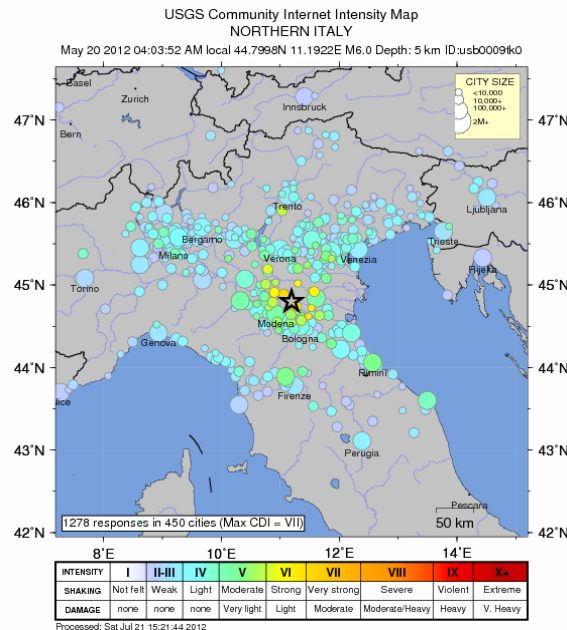 USGS Community Internet Intensity Map
NORTHERN ITALY
May 20 2012 04:03:52 AM local 44.7998N 11.1922E M6.0 Depth: 5 km ID:usb0009tk0
CITY SIZE
<10,000
10,000+
100,000+
2M+
Basel
Zurich
Innsbruck
Bern
47°N
47°N
46°N
46°N
Trento
Ljubljana
Bergamo
Trieste
Milano
Verona
Venezia
Rijeka
Torino
45°N
45°N
Modena
Bologna
Genova
44°N
44°N
Rimini
Firenze
lice
43°N
43°N
Perugia
Pescara
50 km
1278 responses in 450 cities (Max CDI = VII)
42°N
42°N
8°E
10°E
12°E
14°E
INTENSITY I II-III IV V VI VII VIII IX X+
SHAKING Not felt Weak Light Moderate Strong Very strong Severe Violent Extreme
DAMAGE none none none Very light Light Moderate Moderate/Heavy Heavy V. Heavy
Processed: Sat Jul 21 15:21:44 2012